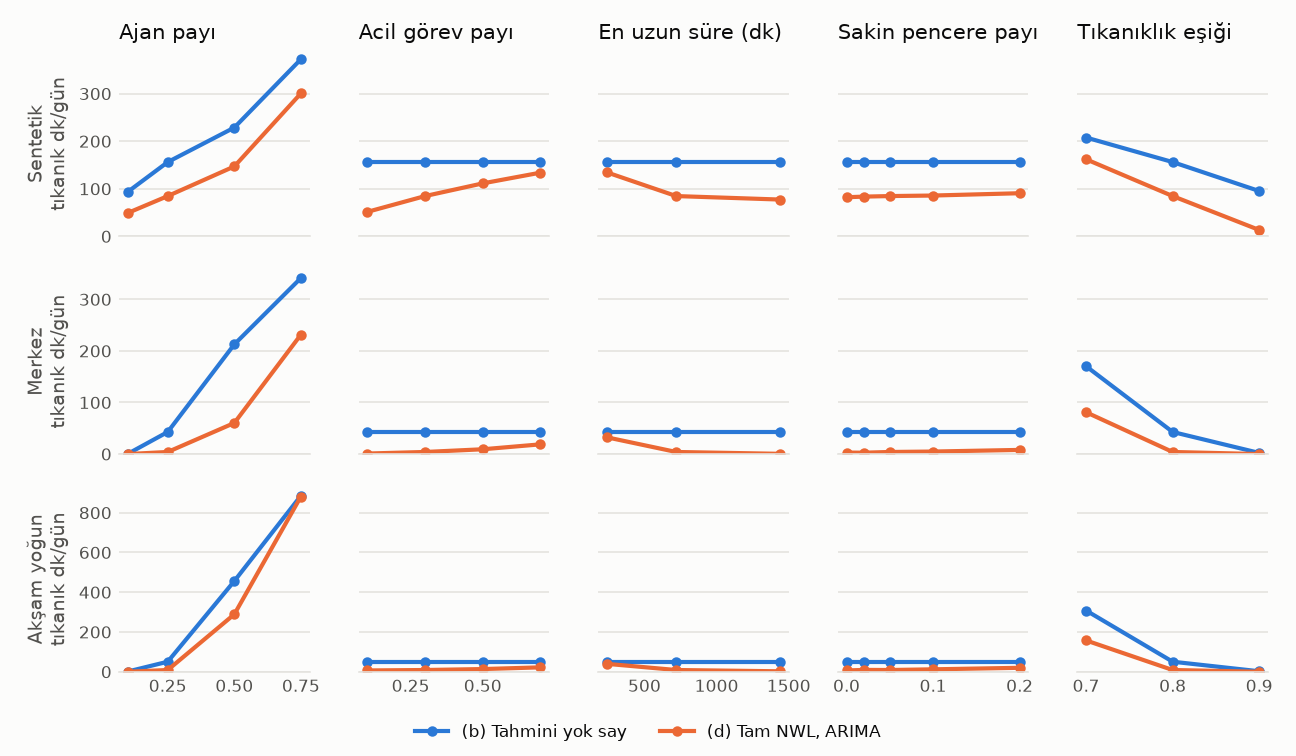 Ajan payı
Acil görev payı
En uzun süre (dk)
Sakin pencere payı
Tıkanıklık eşiği
Sentetik
tıkanık dk/gün
300
200
100
0
Merkez
tıkanık dk/gün
300
200
100
0
Akşam yoğun
tıkanık dk/gün
800
600
400
200
0
0.25 0.50 0.75
0.25 0.50
500 1000 1500
0.0 0.1 0.2
0.7 0.8 0.9
(b) Tahmini yok say
(d) Tam NWL, ARIMA